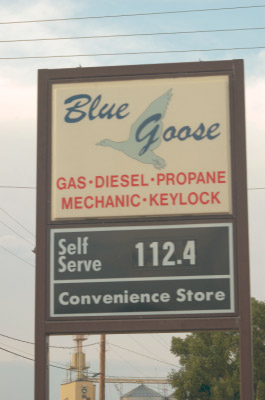 Blue
Goose
GAS·DIESEL·PROPANE
MECHANIC·KEYLOCK
Self
Serve 112.4
Convenience Store